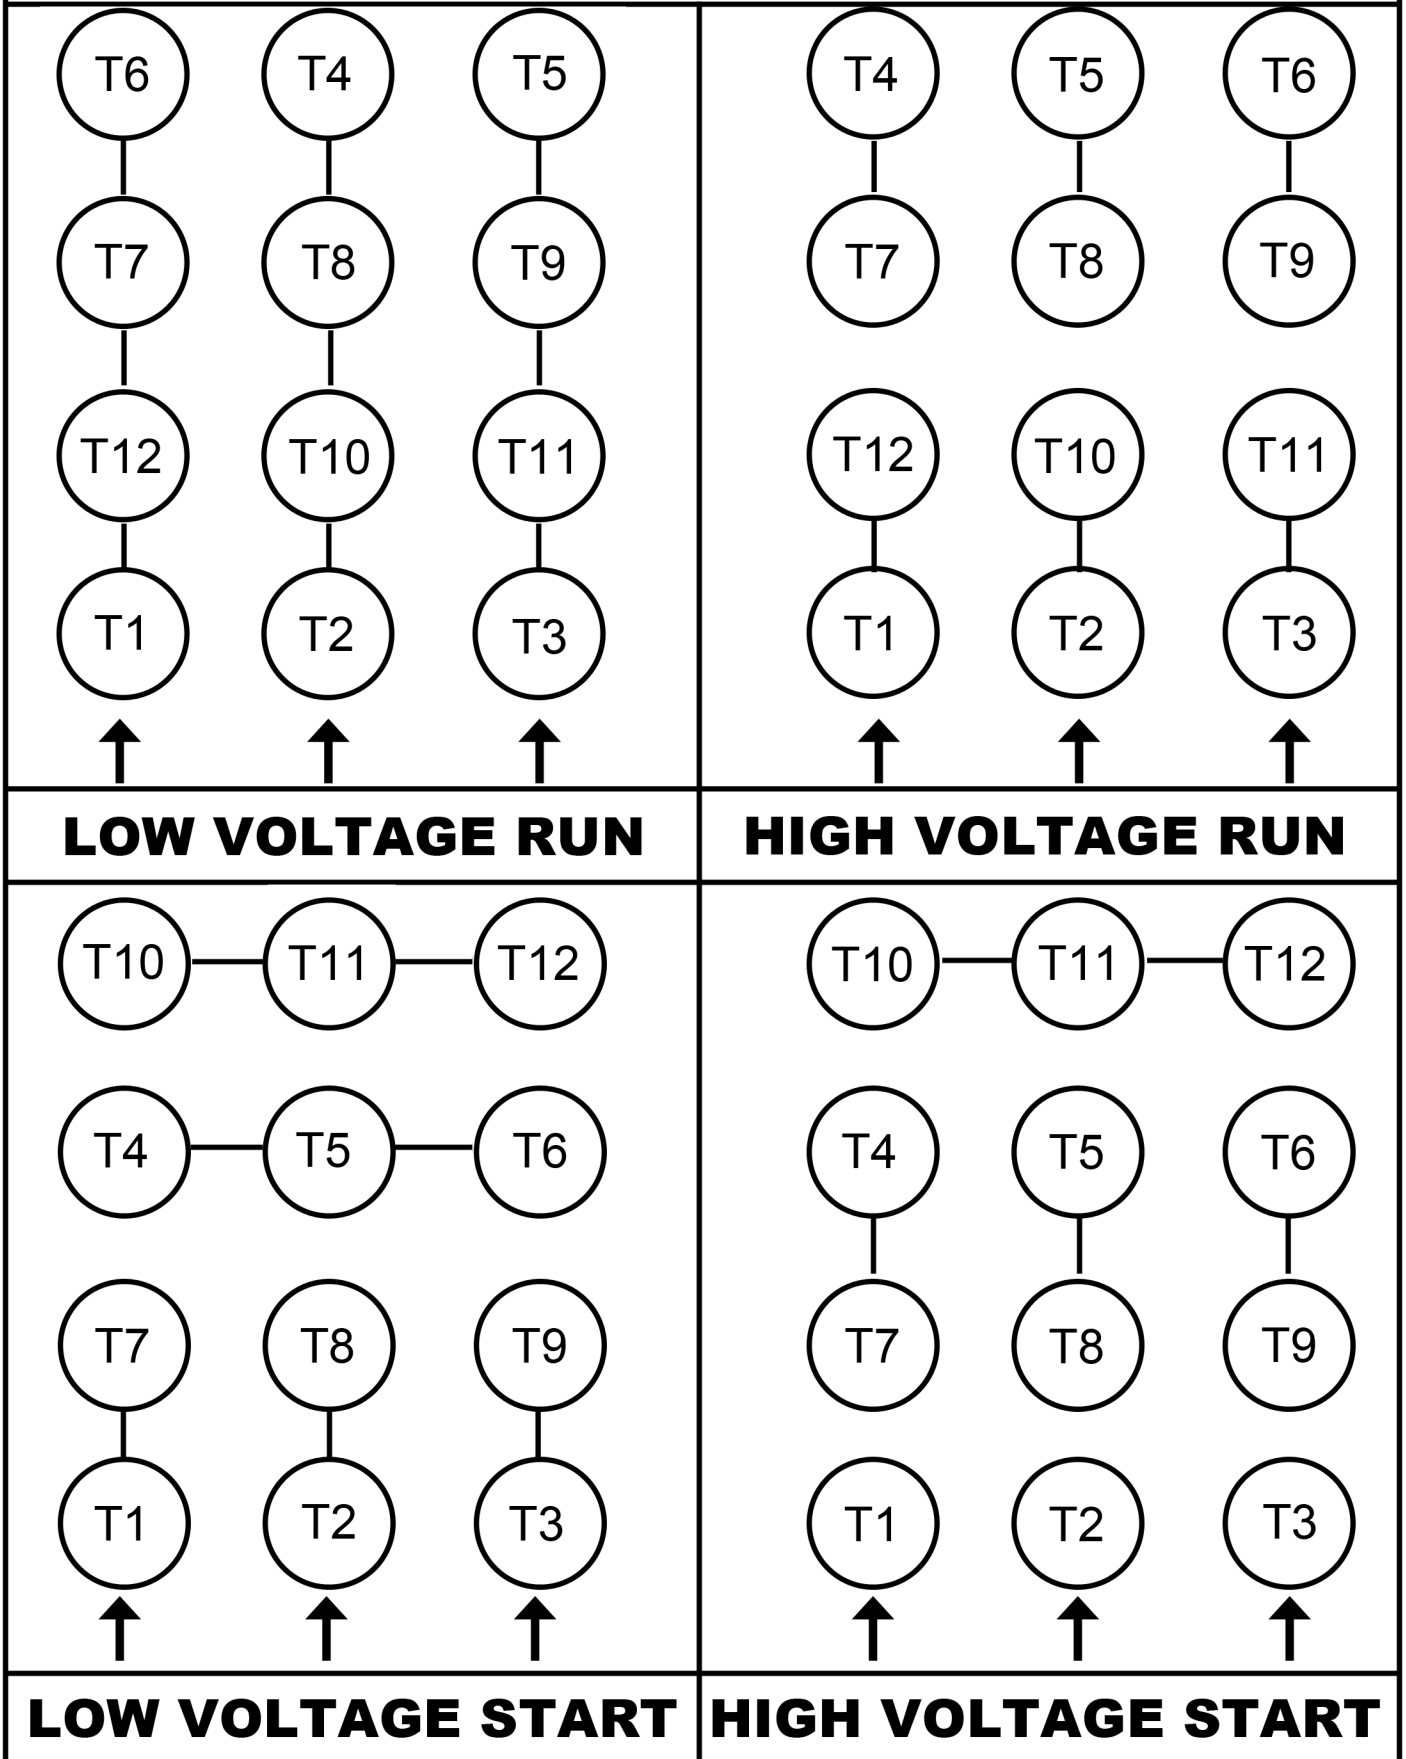 T6 T4 T5 T4 T5 T6
T7 T8 T9 T7 T8 T9
T12 T10 T11 T12 T10 T11
T1 T2 T3 T1 T2 T3
LOW VOLTAGE RUN HIGH VOLTAGE RUN
T10 T11 T12 T10 T11 T12
T4 T5 T6 T4 T5 T6
T7 T8 T9 T7 T8 T9
T1 T2 T3 T1 T2 T3
LOW VOLTAGE START HIGH VOLTAGE START